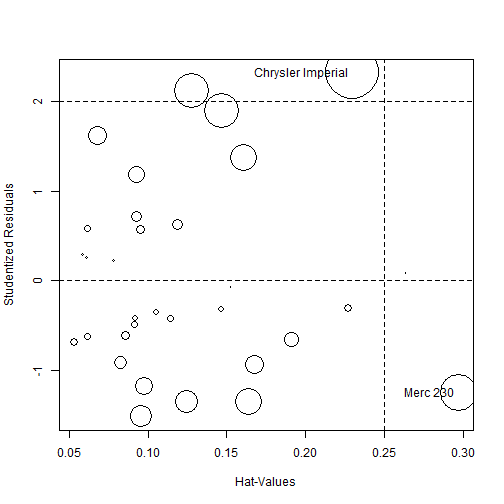 Chrysler Imperial
Merc 230
Studentized Residuals
2
1
0
-1
0.05 0.10 0.15 0.20 0.25 0.30
Hat-Values